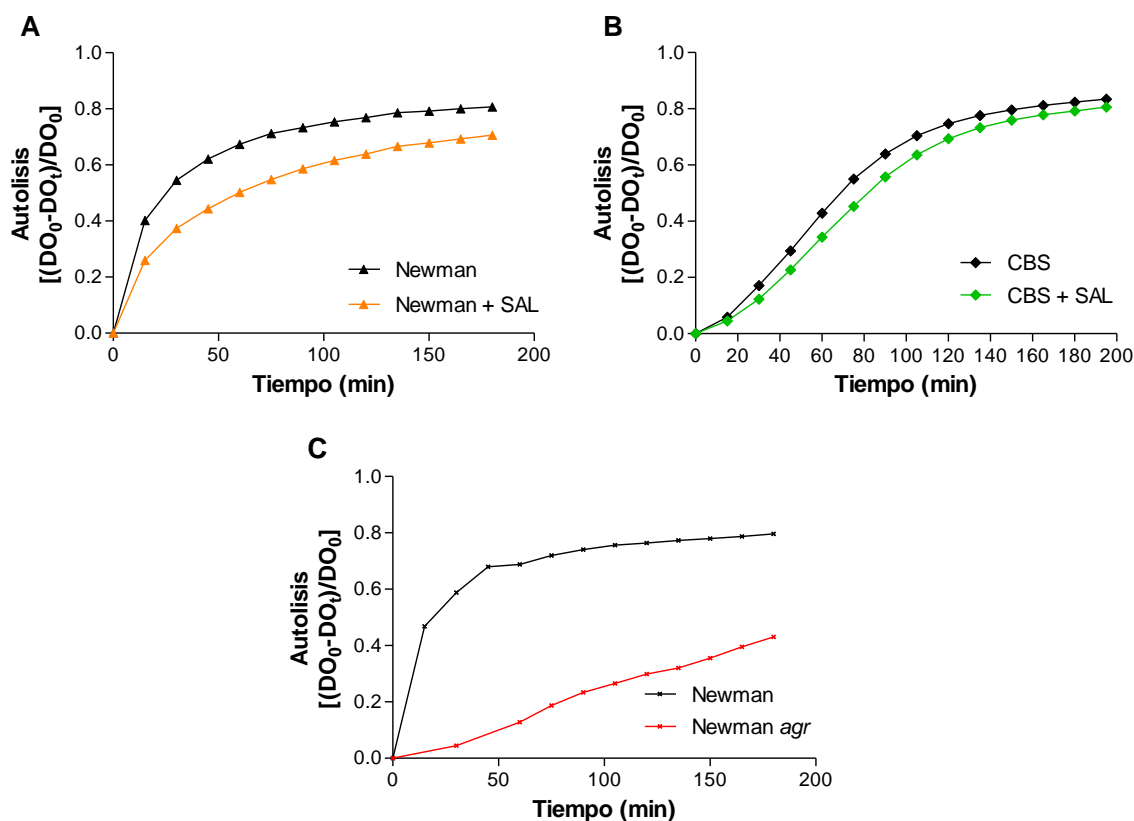 A
Autolisis
[(DO₀-DOₜ)/DO₀]
1.0
0.8
0.6
0.4
0.2
0.0
0
50
100
150
200
Tiempo (min)
Newman
Newman + SAL
B
Autolisis
[(DO₀-DOₜ)/DO₀]
1.0
0.8
0.6
0.4
0.2
0.0
0
20
40
60
80
100
120
140
160
180
200
Tiempo (min)
CBS
CBS + SAL
C
Autolisis
[(DO₀-DOₜ)/DO₀]
1.0
0.8
0.6
0.4
0.2
0.0
0
50
100
150
200
Tiempo (min)
Newman
Newman agr